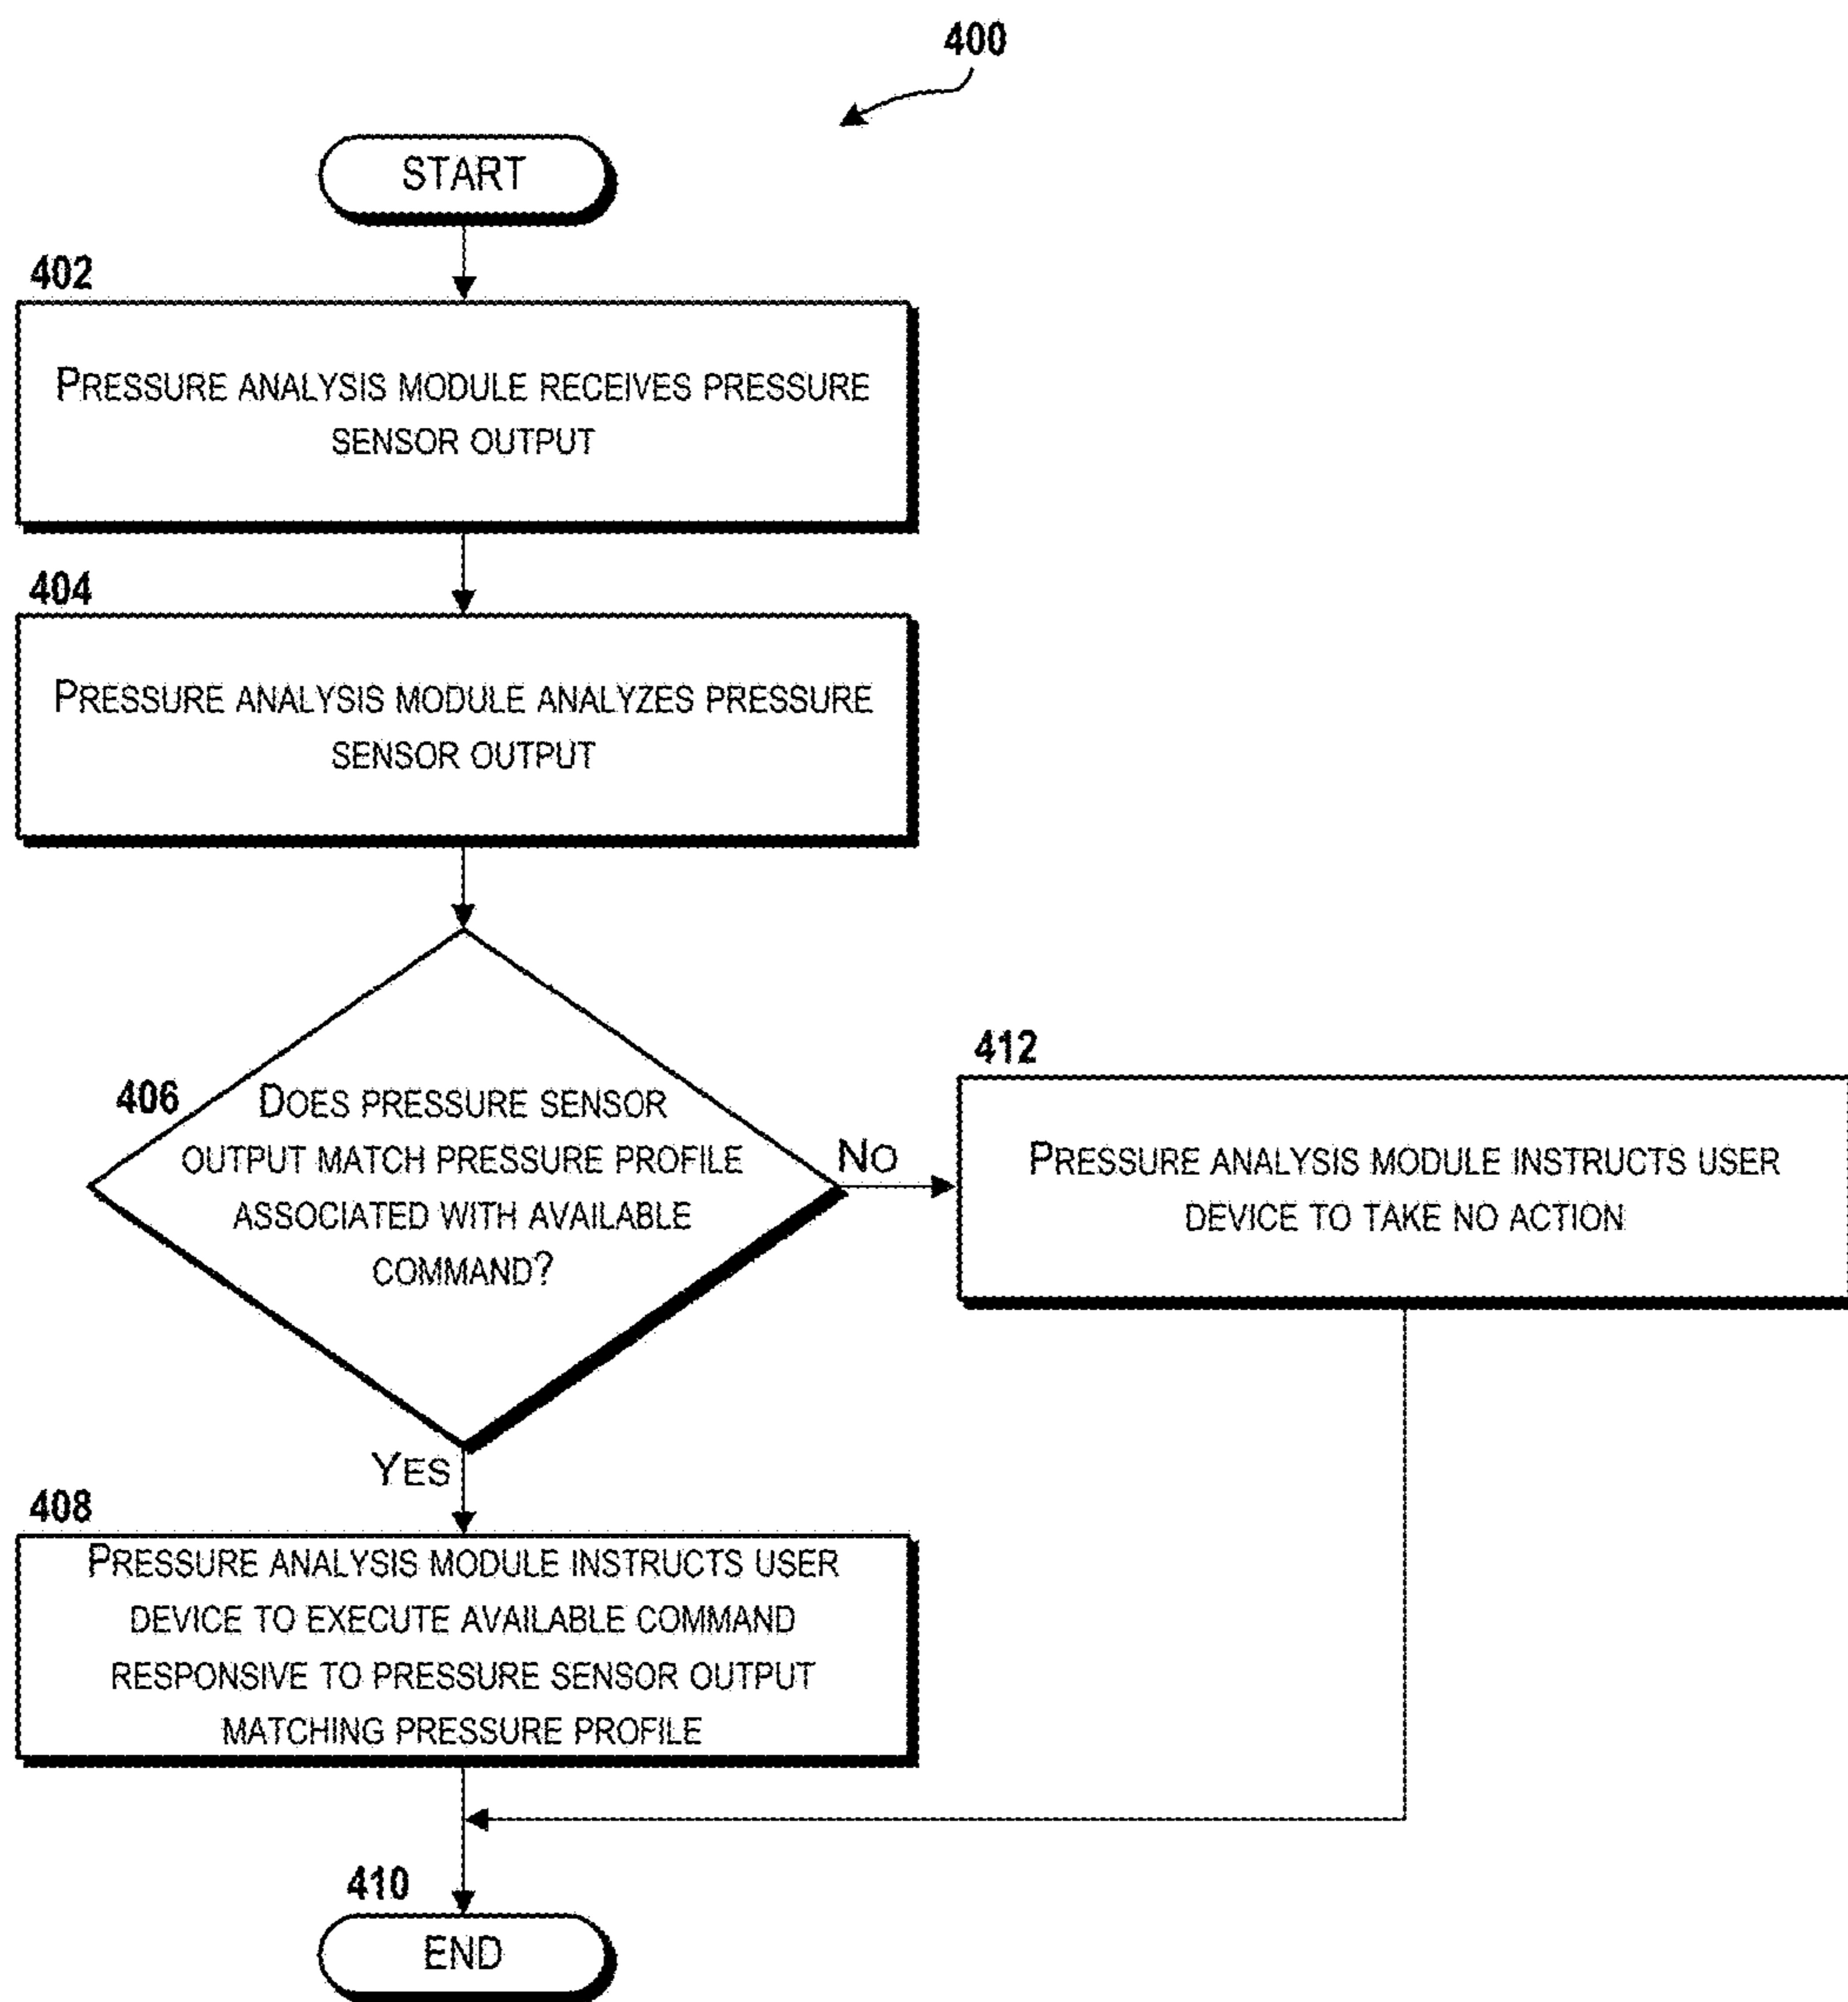 400
START
402
PRESSURE ANALYSIS MODULE RECEIVES PRESSURE
SENSOR OUTPUT
404
PRESSURE ANALYSIS MODULE ANALYZES PRESSURE
SENSOR OUTPUT
406
DOES PRESSURE SENSOR
OUTPUT MATCH PRESSURE PROFILE
ASSOCIATED WITH AVAILABLE
COMMAND?
NO
412
PRESSURE ANALYSIS MODULE INSTRUCTS USER
DEVICE TO TAKE NO ACTION
YES
408
PRESSURE ANALYSIS MODULE INSTRUCTS USER
DEVICE TO EXECUTE AVAILABLE COMMAND
RESPONSIVE TO PRESSURE SENSOR OUTPUT
MATCHING PRESSURE PROFILE
410
END